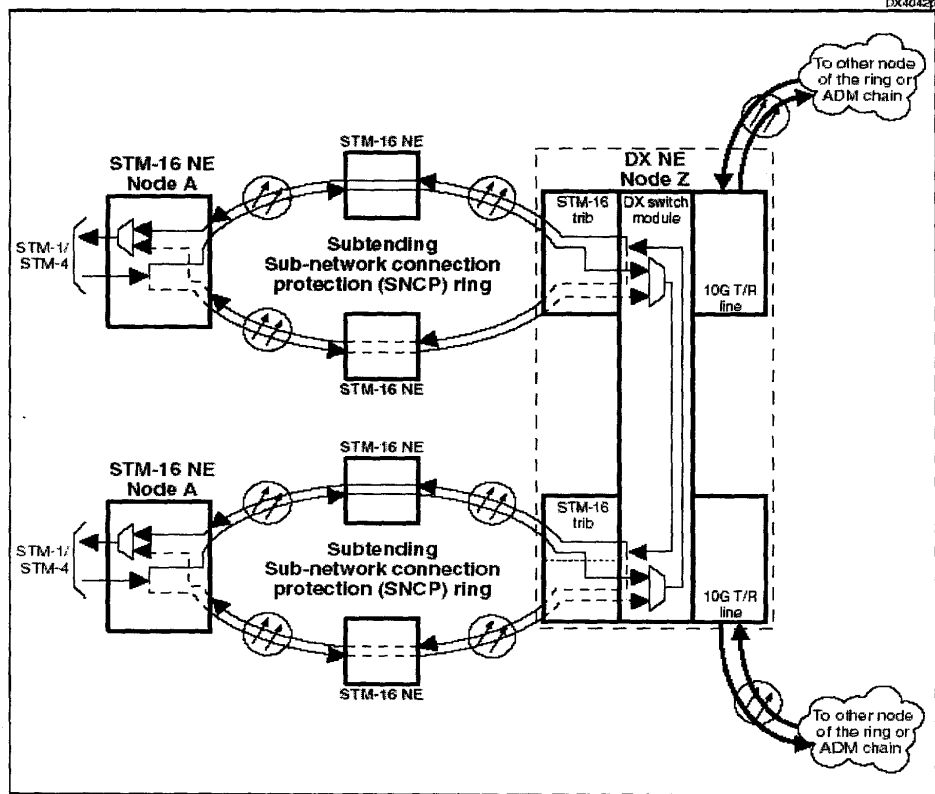 DX4042p
To other node
of the ring or
ADM chain
STM-16 NE
STM-16 NE
Node A
DX NE
Node Z
STM-16
trib
DX switch
module
STM-1/
STM-4
Subtending
Sub-network connection
protection (SNCP) ring
10G T/R
line
STM-16 NE
STM-16 NE
STM-16 NE
Node A
STM-16
trib
STM-1/
STM-4
Subtending
Sub-network connection
protection (SNCP) ring
10G T/R
line
STM-16 NE
To other node
of the ring or
ADM chain